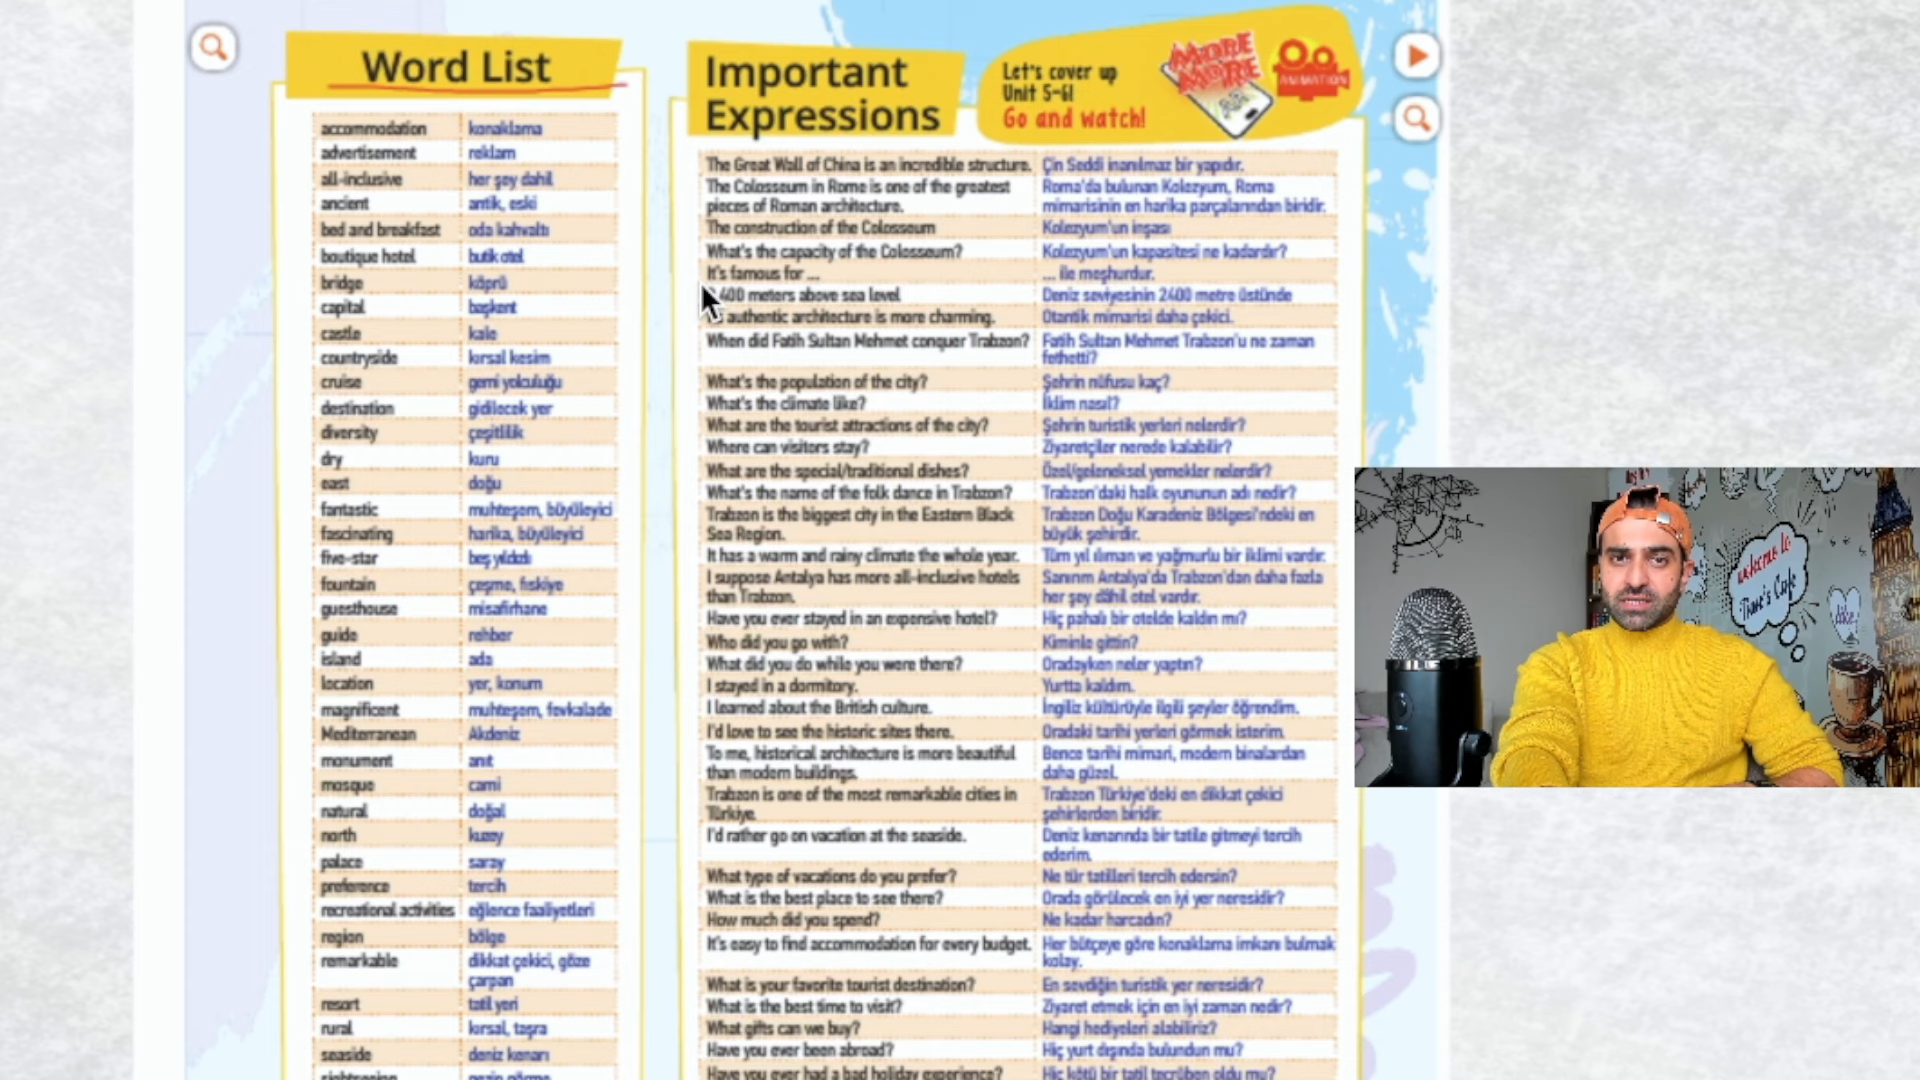 Word List
accommodation konaklama
advertisement reklam
all-inclusive her şey dahil
ancient antik, eski
bed and breakfast oda kahvaltı
boutique hotel butik otel
bridge köprü
capital başkent
castle kale
countryside kırsal kesim
cruise gemi yolculuğu
destination gidilecek yer
diversity çeşitlilik
dry kuru
east doğu
fantastic muhteşem, büyüleyici
fascinating harika, büyüleyici
five-star beş yıldızlı
fountain çeşme, fıskiye
guesthouse misafirhane
guide rehber
island ada
location yer, konum
magnificent muhteşem, fevkalade
Mediterranean Akdeniz
monument anıt
mosque cami
natural doğal
north kuzey
palace saray
preference tercih
recreational activities eğlence faaliyetleri
region bölge
remarkable dikkat çekici, göze
çarpan
resort tatil yeri
rural kırsal, taşra
seaside deniz kenarı
Important
Expressions
Let's cover up
Unit 5-6!
Go and watch!
MORE
MORE
ANIMATION
The Great Wall of China is an incredible structure. Çin Seddi inanılmaz bir yapıdır.
The Colosseum in Rome is one of the greatest Roma'da bulunan Kolezyum, Roma
pieces of Roman architecture. mimarisinin en harika parçalarından biridir.
The construction of the Colosseum Kolezyum'un inşası
What's the capacity of the Colosseum? Kolezyum'un kapasitesi ne kadardır?
It's famous for ... ... ile meşhurdur.
400 meters above sea level Deniz seviyesinin 2400 metre üstünde
authentic architecture is more charming. Otantik mimarisi daha çekici.
When did Fatih Sultan Mehmet conquer Trabzon? Fatih Sultan Mehmet Trabzon'u ne zaman
fethetti?
What's the population of the city? Şehrin nüfusu kaç?
What's the climate like? İklim nasıl?
What are the tourist attractions of the city? Şehrin turistik yerleri nelerdir?
Where can visitors stay? Ziyaretçiler nerede kalabilir?
What are the special/traditional dishes? Özel/geleneksel yemekler nelerdir?
What's the name of the folk dance in Trabzon? Trabzon'daki halk oyununun adı nedir?
Trabzon is the biggest city in the Eastern Black Trabzon Doğu Karadeniz Bölgesi'ndeki en
Sea Region. büyük şehirdir.
It has a warm and rainy climate the whole year. Tüm yıl ılıman ve yağmurlu bir iklimi vardır.
I suppose Antalya has more all-inclusive hotels Sanırım Antalya'da Trabzon'dan daha fazla
than Trabzon. her şey dâhil otel vardır.
Have you ever stayed in an expensive hotel? Hiç pahalı bir otelde kaldın mı?
Who did you go with? Kiminle gittin?
What did you do while you were there? Oradayken neler yaptın?
I stayed in a dormitory. Yurtta kaldım.
I learned about the British culture. İngiliz kültürüyle ilgili şeyler öğrendim.
I'd love to see the historic sites there. Oradaki tarihi yerleri görmek isterim.
To me, historical architecture is more beautiful Bence tarihi mimari, modern binalardan
than modern buildings. daha güzel.
Trabzon is one of the most remarkable cities in Trabzon Türkiye'deki en dikkat çekici
Türkiye. şehirlerden biridir.
I'd rather go on vacation at the seaside. Deniz kenarında bir tatile gitmeyi tercih
ederim.
What type of vacations do you prefer? Ne tür tatilleri tercih edersin?
What is the best place to see there? Orada görülecek en iyi yer neresidir?
How much did you spend? Ne kadar harcadın?
It's easy to find accommodation for every budget. Her bütçeye göre konaklama imkanı bulmak
kolay.
What is your favorite tourist destination? En sevdiğin turistik yer neresidir?
What is the best time to visit? Ziyaret etmek için en iyi zaman nedir?
What gifts can we buy? Hangi hediyeleri alabiliriz?
Have you ever been abroad? Hiç yurt dışında bulundun mu?
Have you ever had a bad holiday experience? Hiç kötü bir tatil tecrüben oldu mu?
welcome to
Time's Cafe
like